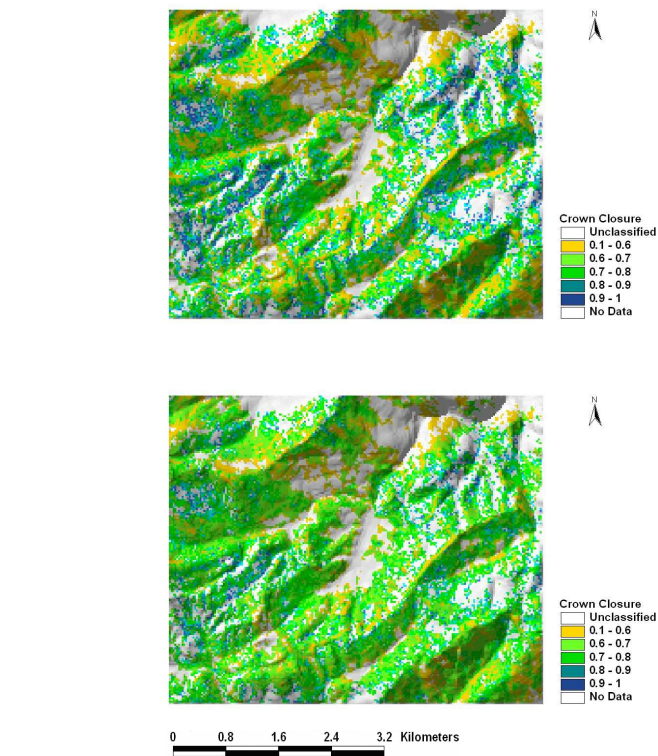 N
Crown Closure
Unclassified
0.1 - 0.6
0.6 - 0.7
0.7 - 0.8
0.8 - 0.9
0.9 - 1
No Data
N
Crown Closure
Unclassified
0.1 - 0.6
0.6 - 0.7
0.7 - 0.8
0.8 - 0.9
0.9 - 1
No Data
0 0.8 1.6 2.4 3.2 Kilometers